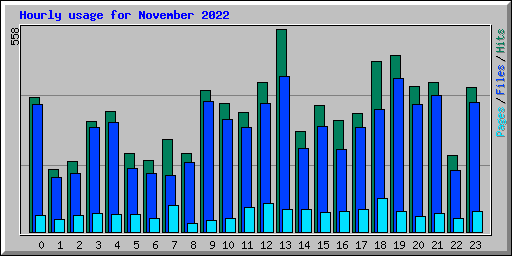 Hourly usage for November 2022
558
Pages/Files/Hits
0 1 2 3 4 5 6 7 8 9 10 11 12 13 14 15 16 17 18 19 20 21 22 23